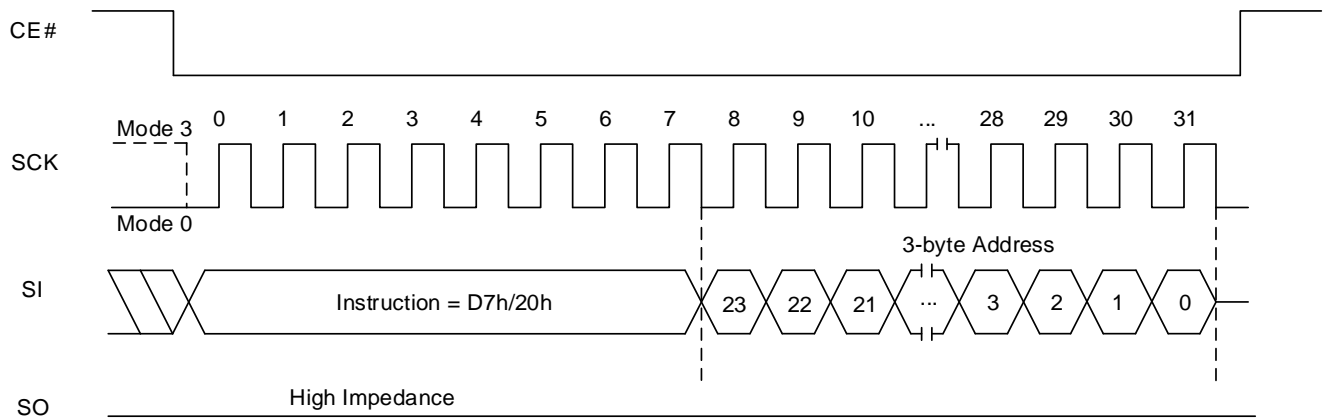 CE#
0 1 2 3 4 5 6 7 8 9 10 ... 28 29 30 31
Mode 3
SCK
Mode 0
3-byte Address
SI
Instruction = D7h/20h
23 22 21 ... 3 2 1 0
High Impedance
SO